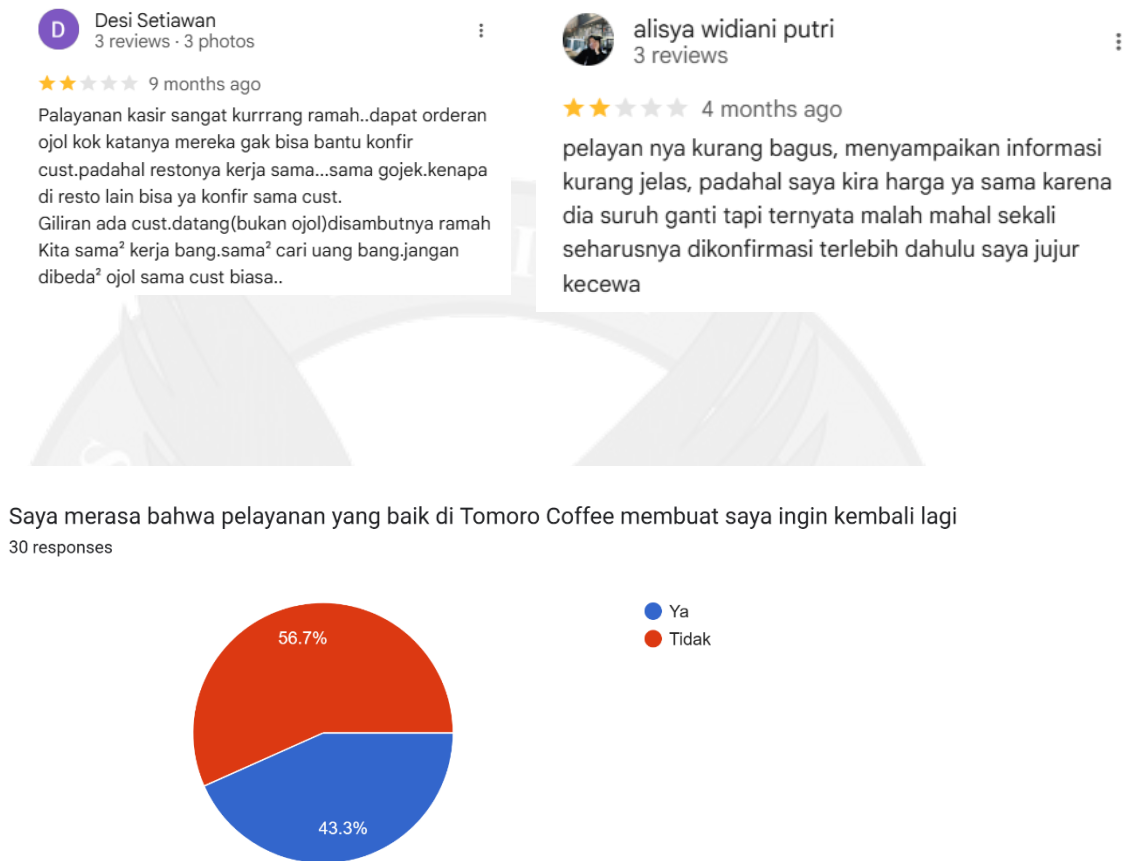 D
Desi Setiawan
3 reviews · 3 photos
9 months ago
Palayanan kasir sangat kurrrang ramah..dapat orderan
ojol kok katanya mereka gak bisa bantu konfir
cust.padahal restonya kerja sama...sama gojek.kenapa
di resto lain bisa ya konfir sama cust.
Giliran ada cust.datang(bukan ojol)disambutnya ramah
Kita sama² kerja bang.sama² cari uang bang.jangan
dibeda² ojol sama cust biasa..
alisya widiani putri
3 reviews
4 months ago
pelayan nya kurang bagus, menyampaikan informasi
kurang jelas, padahal saya kira harga ya sama karena
dia suruh ganti tapi ternyata malah mahal sekali
seharusnya dikonfirmasi terlebih dahulu saya jujur
kecewa
Saya merasa bahwa pelayanan yang baik di Tomoro Coffee membuat saya ingin kembali lagi
30 responses
Ya
Tidak
56.7%
43.3%